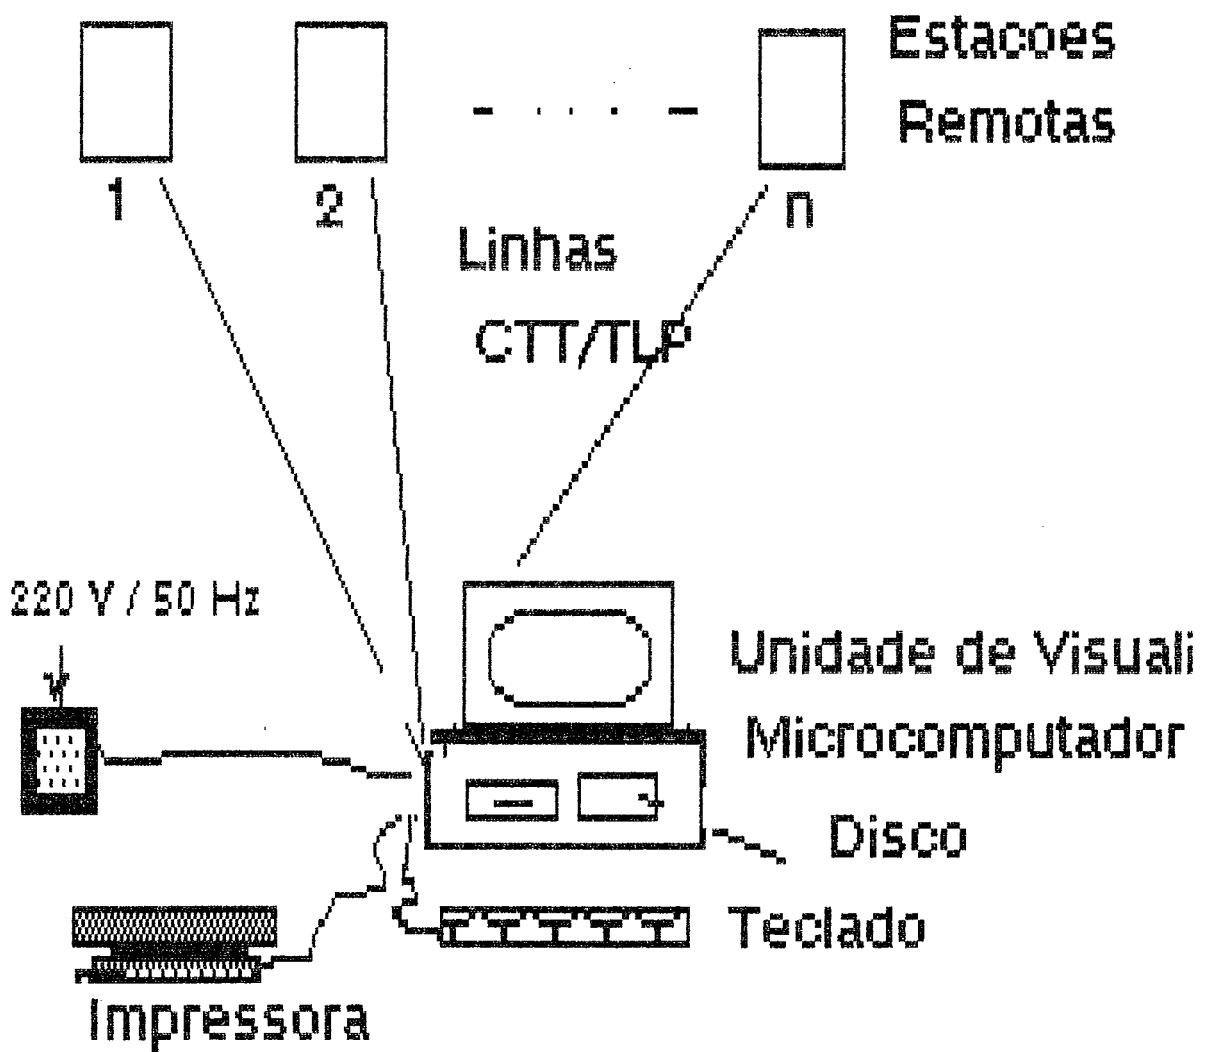 Estacoes
Remotas
1
2
n
Linhas
CTT/TLP
220 V / 50 Hz
Unidade de Visuali
Microcomputador
Disco
Teclado
Impressora